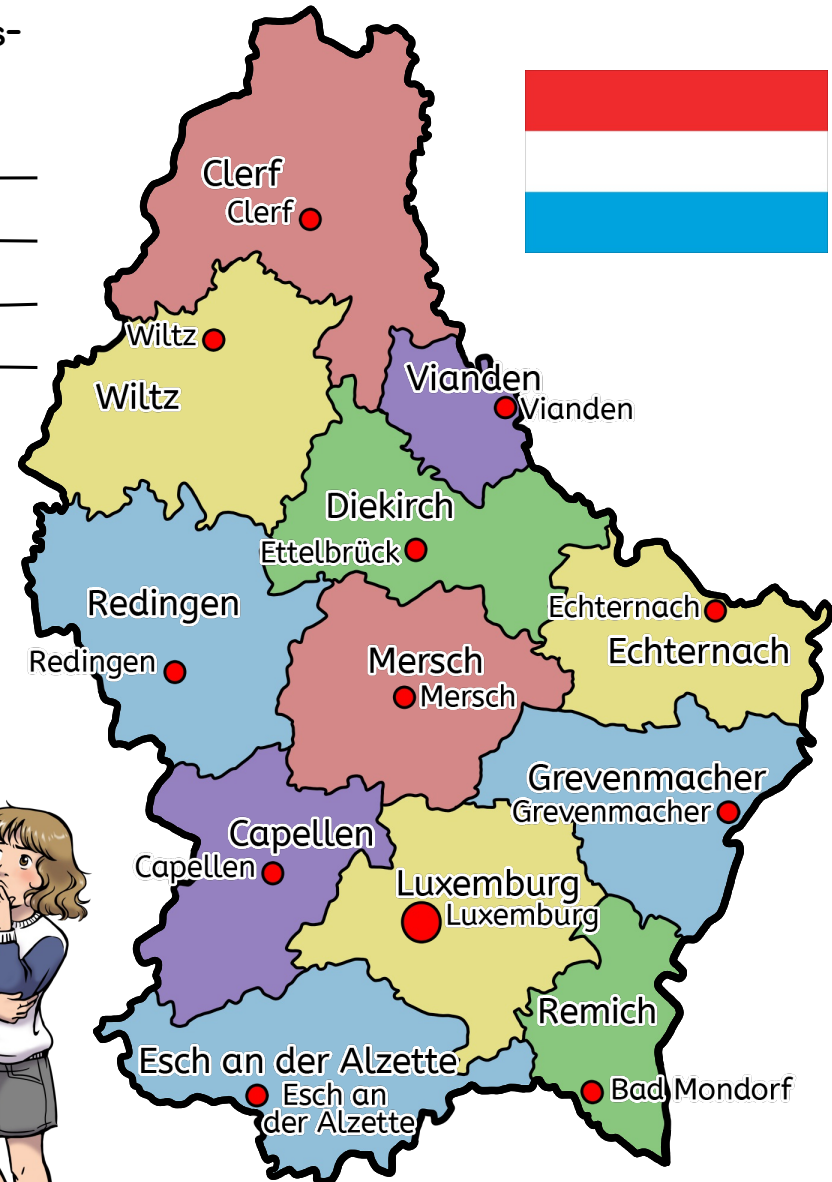 s-
Clerf
Clerf
Wiltz
Wiltz
Vianden
Vianden
Diekirch
Ettelbrück
Redingen
Redingen
Echternach
Echternach
Mersch
Mersch
Grevenmacher
Grevenmacher
Capellen
Capellen
Luxemburg
Luxemburg
Remich
Bad Mondorf
Esch an der Alzette
Esch an
der Alzette